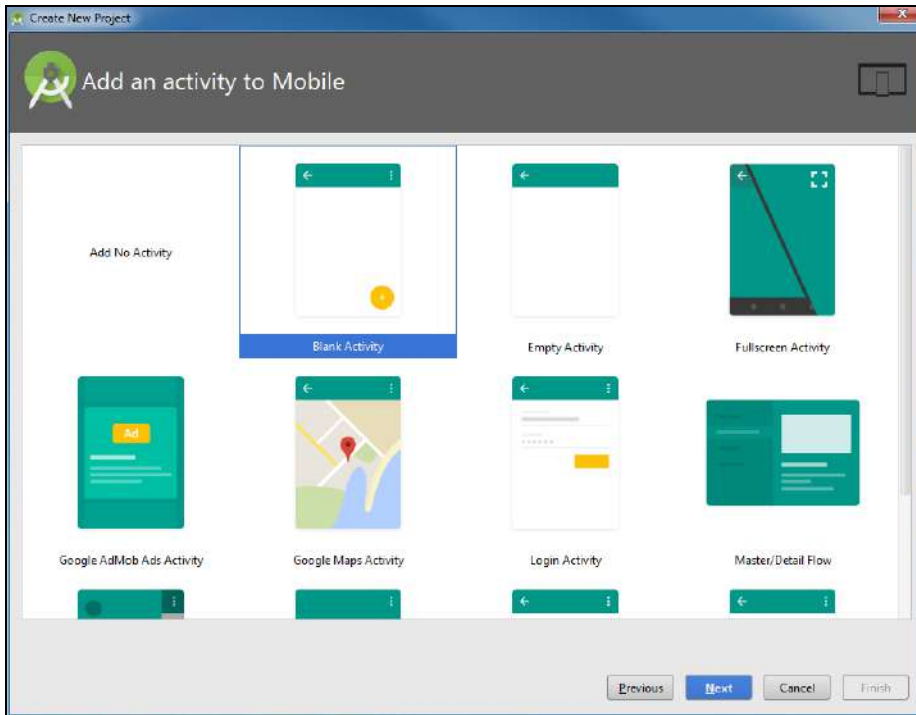 Create New Project
Add an activity to Mobile
Add No Activity
Blank Activity
Empty Activity
Fullscreen Activity
Ad
Google AdMob Ads Activity
Google Maps Activity
Login Activity
Master/Detail Flow
Previous
Next
Cancel
Finish